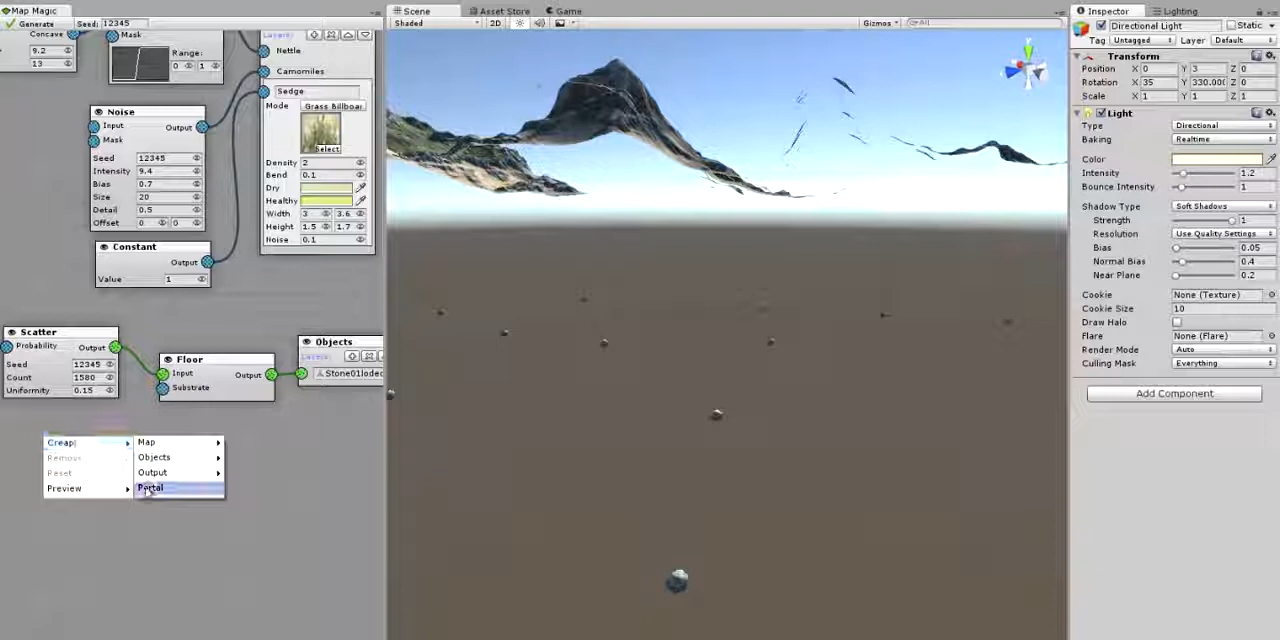 Map Magic
Generate Seed: 12345
Concave
9.2
13
Mask
Range:
0 1
Noise
Input Output
Mask
Seed 12345
Intensity 9.4
Bias 0.7
Size 20
Detail 0.5
Offset 0 0
Constant
Output
Value 1
Layers:
Nettle
Camomiles
Sedge
Mode Grass Billboar
Select
Density 2
Bend 0.1
Dry
Healthy
Width 3 3.6
Height 1.5 1.7
Noise 0.1
Scatter
Probability Output
Seed 12345
Count 1580
Uniformity 0.15
Floor
Input Output
Substrate
Objects
Layers:
Stone01lodec
Remove
Reset
Preview
Map
Objects
Output
Portal
Scene Asset Store Game
Shaded 2D Gizmos All
Inspector Lighting
Directional Light Static
Tag Untagged Layer Default
Transform
Position X 0 Y 3 Z 0
Rotation X 35 Y 330.000 Z 0
Scale X 1 Y 1 Z 1
Light
Type Directional
Baking Realtime
Color
Intensity 1.2
Bounce Intensity 1
Shadow Type Soft Shadows
Strength 1
Resolution Use Quality Settings
Bias 0.05
Normal Bias 0.4
Near Plane 0.2
Cookie None (Texture)
Cookie Size 10
Draw Halo
Flare None (Flare)
Render Mode Auto
Culling Mask Everything
Add Component